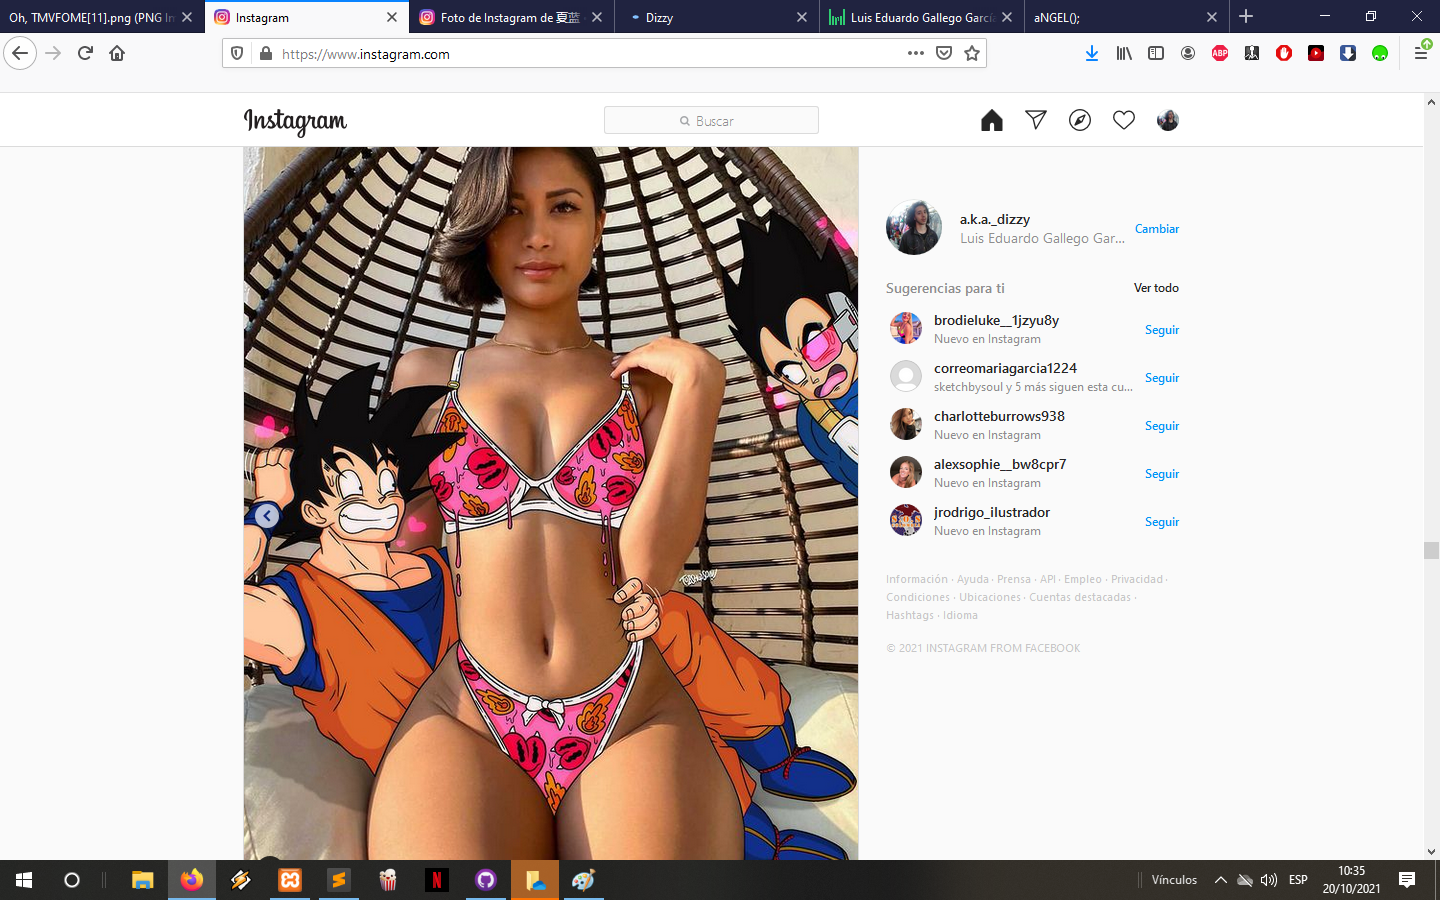 Oh, TMVFOME[11].png (PNG Im
Instagram
Foto de Instagram de 夏蓝
Dizzy
Luis Eduardo Gallego García
aNGEL();
https://www.instagram.com
ABP
Instagram
Buscar
a.k.a._dizzy
Luis Eduardo Gallego Gar...
Cambiar
Sugerencias para ti
Ver todo
brodieluke__1jzyu8y
Nuevo en Instagram
Seguir
correomariagarcia1224
sketchbysoul y 5 más siguen esta cu...
Seguir
charlotteburrows938
Nuevo en Instagram
Seguir
alexsophie__bw8cpr7
Nuevo en Instagram
Seguir
jrodrigo_ilustrador
Nuevo en Instagram
Seguir
Información · Ayuda · Prensa · API · Empleo · Privacidad ·
Condiciones · Ubicaciones · Cuentas destacadas ·
Hashtags · Idioma
© 2021 INSTAGRAM FROM FACEBOOK
Vínculos
ESP
10:35
20/10/2021